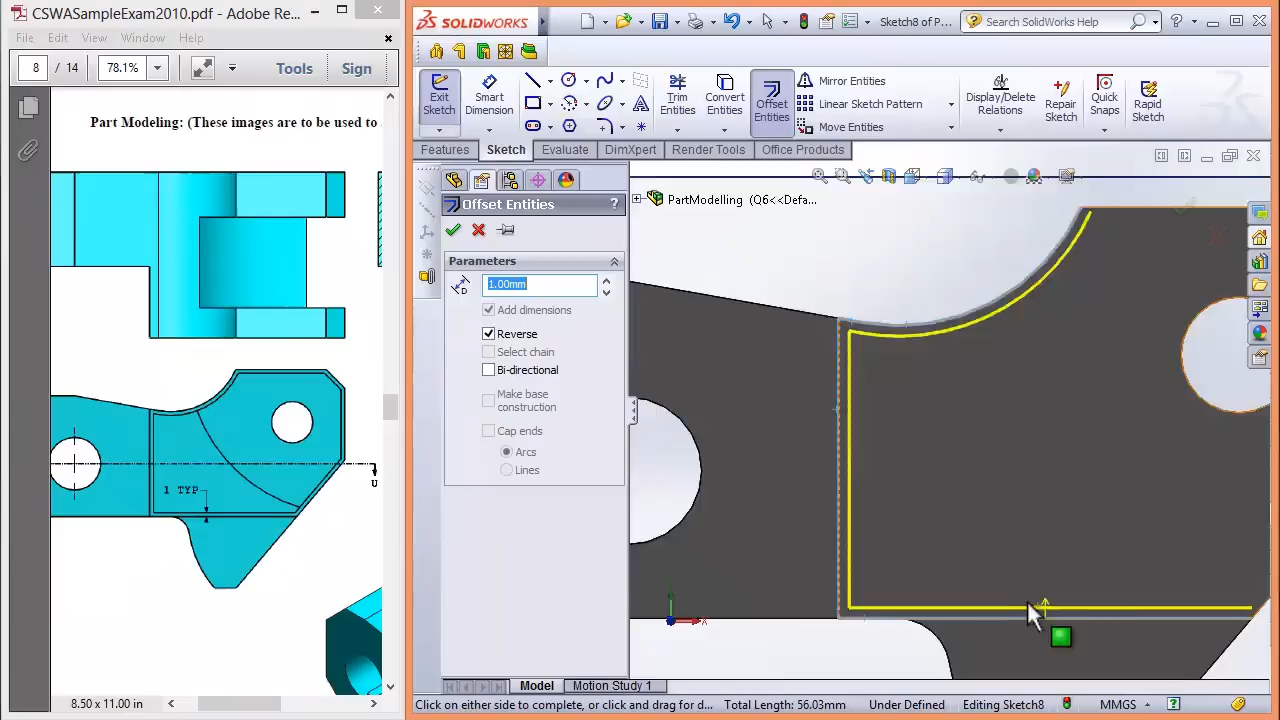 CSWASampleExam2010.pdf - Adobe Re...
File Edit View Window Help
8 / 14 78.1% Tools Sign
Part Modeling: (These images are to be used to
1 TYP
U
8.50 x 11.00 in
SOLIDWORKS
Sketch8 of P...
Search SolidWorks Help
Exit Sketch
Smart Dimension
Trim Entities
Convert Entities
Offset Entities
Mirror Entities
Linear Sketch Pattern
Move Entities
Display/Delete Relations
Repair Sketch
Quick Snaps
Rapid Sketch
Features Sketch Evaluate DimXpert Render Tools Office Products
PartModelling (Q6<<Defa...
Offset Entities ?
Parameters
1.00mm
Add dimensions
Reverse
Select chain
Bi-directional
Make base construction
Cap ends
Arcs
Lines
X
Model Motion Study 1
Click on either side to complete, or click and drag for d... Total Length: 56.03mm Under Defined Editing Sketch8 MMGS